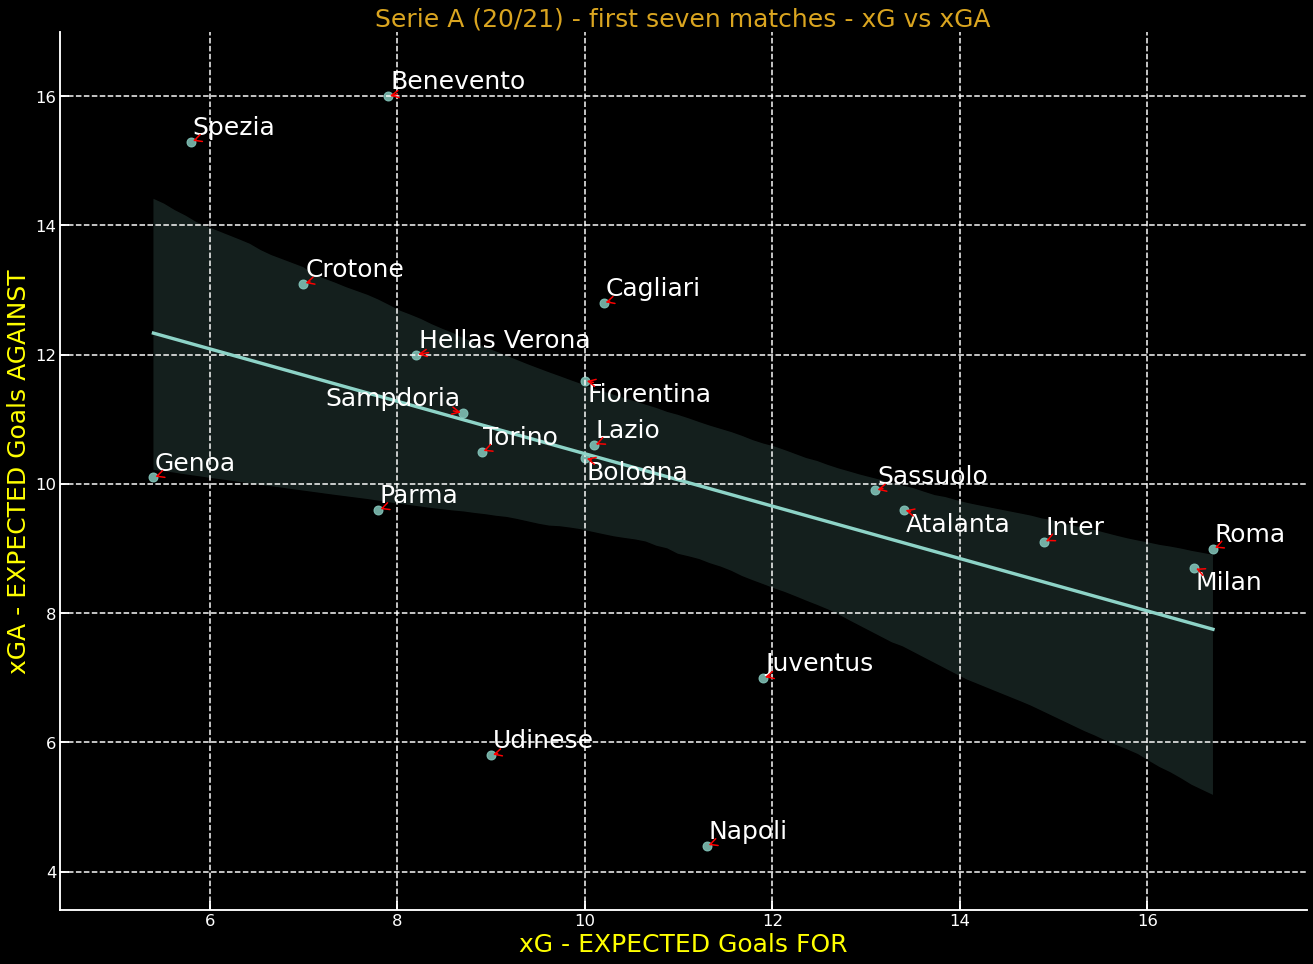 Serie A (20/21) - first seven matches - xG vs xGA
xGA - EXPECTED Goals AGAINST
16
14
12
10
8
6
4
Benevento
Spezia
Crotone
Cagliari
Hellas Verona
Fiorentina
Sampdoria
Lazio
Torino
Genoa
Bologna
Sassuolo
Parma
Atalanta
Inter
Roma
Milan
Juventus
Udinese
Napoli
6
8
10
12
14
16
xG - EXPECTED Goals FOR